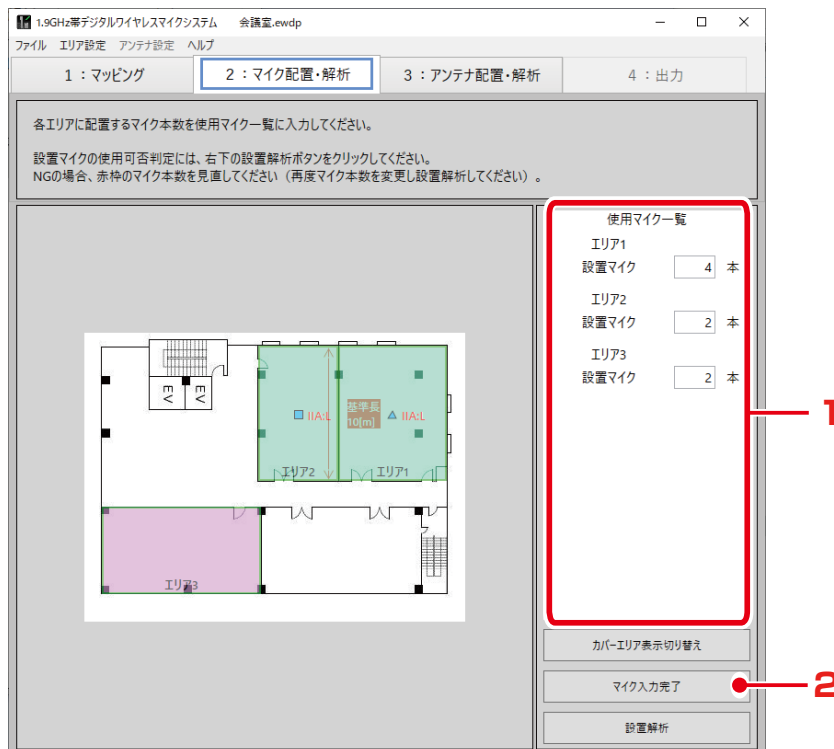 1.9GHz帯デジタルワイヤレスマイクシステム 会議室.ewdp
ファイル エリア設定 アンテナ設定 ヘルプ
1：マッピング 2：マイク配置・解析 3：アンテナ配置・解析 4：出力
各エリアに配置するマイク本数を使用マイク一覧に入力してください。
設置マイクの使用可否判定には、右下の設置解析ボタンをクリックしてください。
NGの場合、赤枠のマイク本数を見直してください（再度マイク本数を変更し設置解析してください）。
使用マイク一覧
エリア1
設置マイク 4 本
エリア2
設置マイク 2 本
エリア3
設置マイク 2 本
1
EV EV
IIA:L
基準長
10[m]
IIA:L
エリア2 エリア1
エリア3
カバーエリア表示切り替え
マイク入力完了
2
設置解析